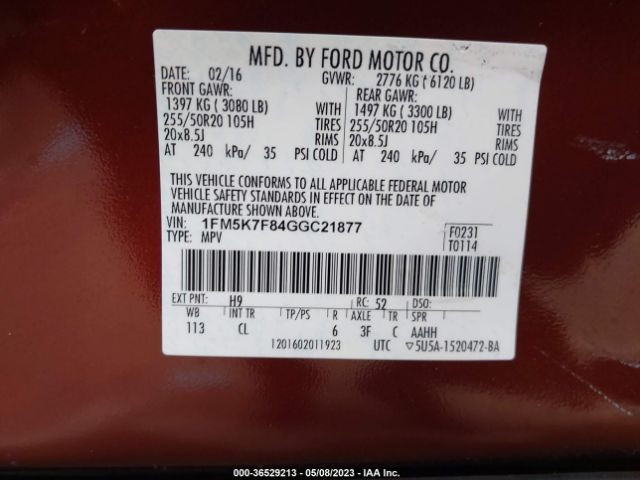 MFD. BY FORD MOTOR CO.
DATE: 02/16 GVWR: 2776 KG ( 6120 LB)
FRONT GAWR: REAR GAWR:
1397 KG ( 3080 LB) WITH 1497 KG ( 3300 LB) WITH
255/50R20 105H TIRES 255/50R20 105H TIRES
20x8.5J RIMS 20x8.5J RIMS
AT 240 kPa/ 35 PSI COLD AT 240 kPa/ 35 PSI COLD
THIS VEHICLE CONFORMS TO ALL APPLICABLE FEDERAL MOTOR
VEHICLE SAFETY STANDARDS IN EFFECT ON THE DATE OF
MANUFACTURE SHOWN ABOVE.
VIN: 1FM5K7F84GGC21877 F0231
TYPE: MPV T0114
EXT PNT: H9 RC: 52 DSO:
WB INT TR TP/PS R AXLE TR SPR
113 CL 6 3F C AAHH
1201602011923 UTC ▽5U5A-1520472-BA
000-36529213 - 05/08/2023 - IAA Inc.